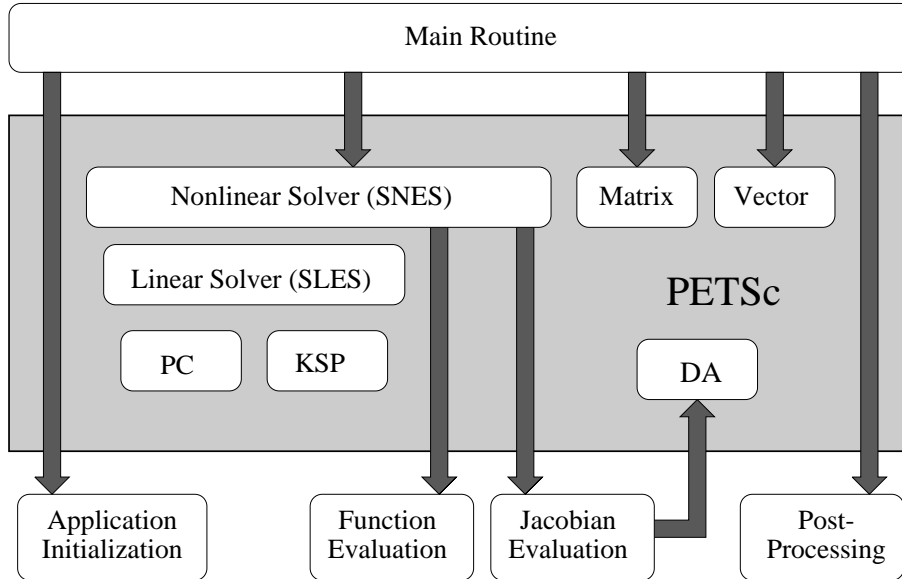 Main Routine
Nonlinear Solver (SNES)
Matrix
Vector
Linear Solver (SLES)
PETSc
PC
KSP
DA
Application
Initialization
Function
Evaluation
Jacobian
Evaluation
Post-
Processing